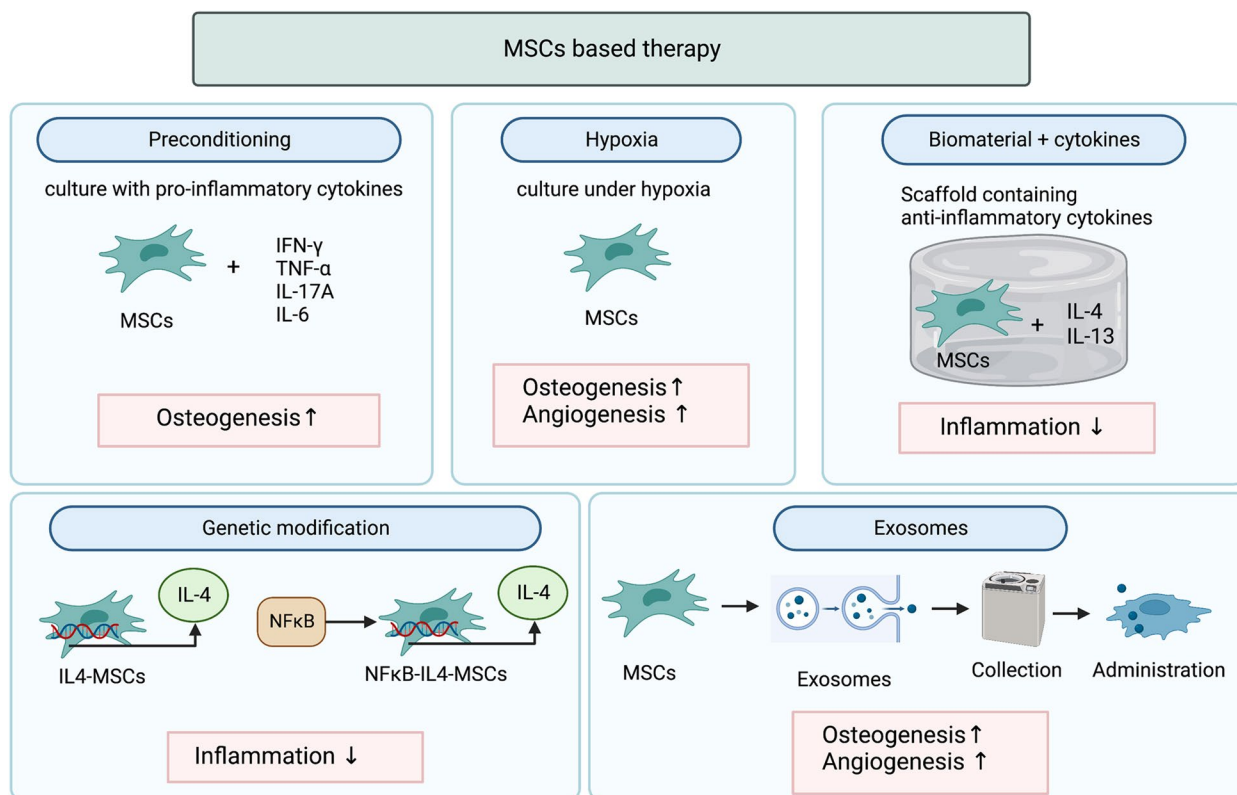 MSCs based therapy
Preconditioning
culture with pro-inflammatory cytokines
MSCs
+
IFN-γ
TNF-α
IL-17A
IL-6
Osteogenesis↑
Hypoxia
culture under hypoxia
MSCs
Osteogenesis↑
Angiogenesis ↑
Biomaterial + cytokines
Scaffold containing
anti-inflammatory cytokines
MSCs
+
IL-4
IL-13
Inflammation ↓
Genetic modification
IL-4
IL4-MSCs
NFκB
IL-4
NFκB-IL4-MSCs
Inflammation ↓
Exosomes
MSCs
Exosomes
Collection
Administration
Osteogenesis↑
Angiogenesis ↑